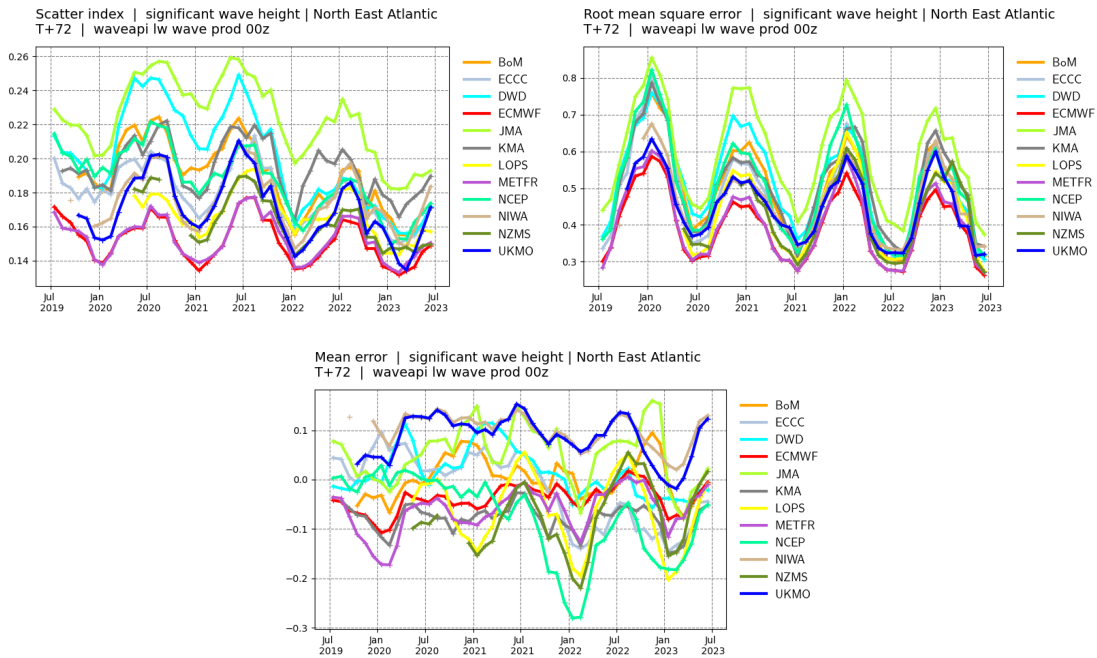 Scatter index | significant wave height | North East Atlantic
T+72 | waveapi lw wave prod 00z
0.26
0.24
0.22
0.20
0.18
0.16
0.14
Jul 2019
Jan 2020
Jul 2020
Jan 2021
Jul 2021
Jan 2022
Jul 2022
Jan 2023
Jul 2023
BoM
ECCC
DWD
ECMWF
JMA
KMA
LOPS
METFR
NCEP
NIWA
NZMS
UKMO
Root mean square error | significant wave height | North East Atlantic
T+72 | waveapi lw wave prod 00z
0.8
0.7
0.6
0.5
0.4
0.3
Jul 2019
Jan 2020
Jul 2020
Jan 2021
Jul 2021
Jan 2022
Jul 2022
Jan 2023
Jul 2023
BoM
ECCC
DWD
ECMWF
JMA
KMA
LOPS
METFR
NCEP
NIWA
NZMS
UKMO
Mean error | significant wave height | North East Atlantic
T+72 | waveapi lw wave prod 00z
0.1
0.0
−0.1
−0.2
−0.3
Jul 2019
Jan 2020
Jul 2020
Jan 2021
Jul 2021
Jan 2022
Jul 2022
Jan 2023
Jul 2023
BoM
ECCC
DWD
ECMWF
JMA
KMA
LOPS
METFR
NCEP
NIWA
NZMS
UKMO